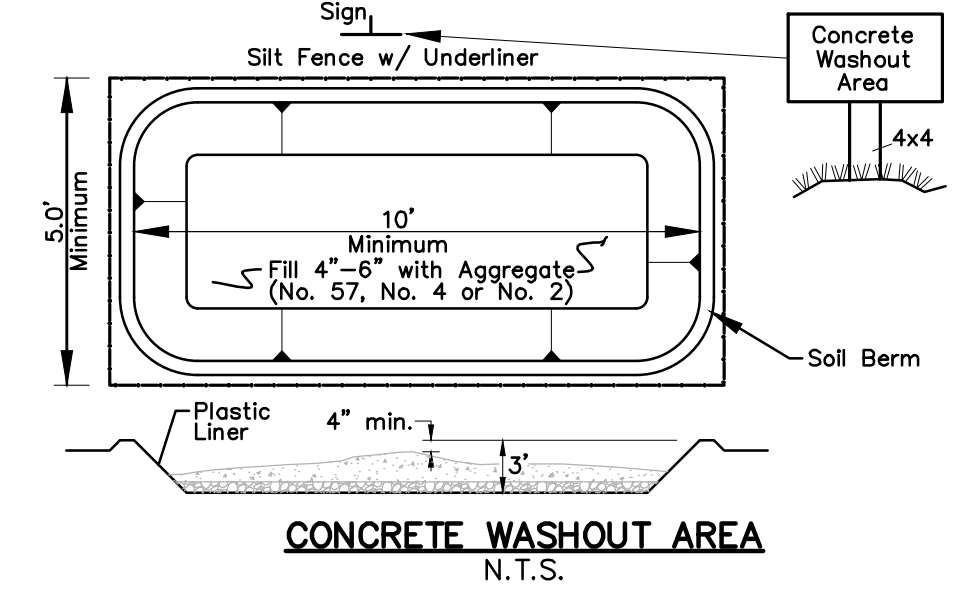 Sign
Silt Fence w/ Underliner
Concrete
Washout
Area
4x4
5.0'
Minimum
10'
Minimum
Fill 4"-6" with Aggregate
(No. 57, No. 4 or No. 2)
Soil Berm
Plastic
Liner
4" min.
3'
CONCRETE WASHOUT AREA
N.T.S.